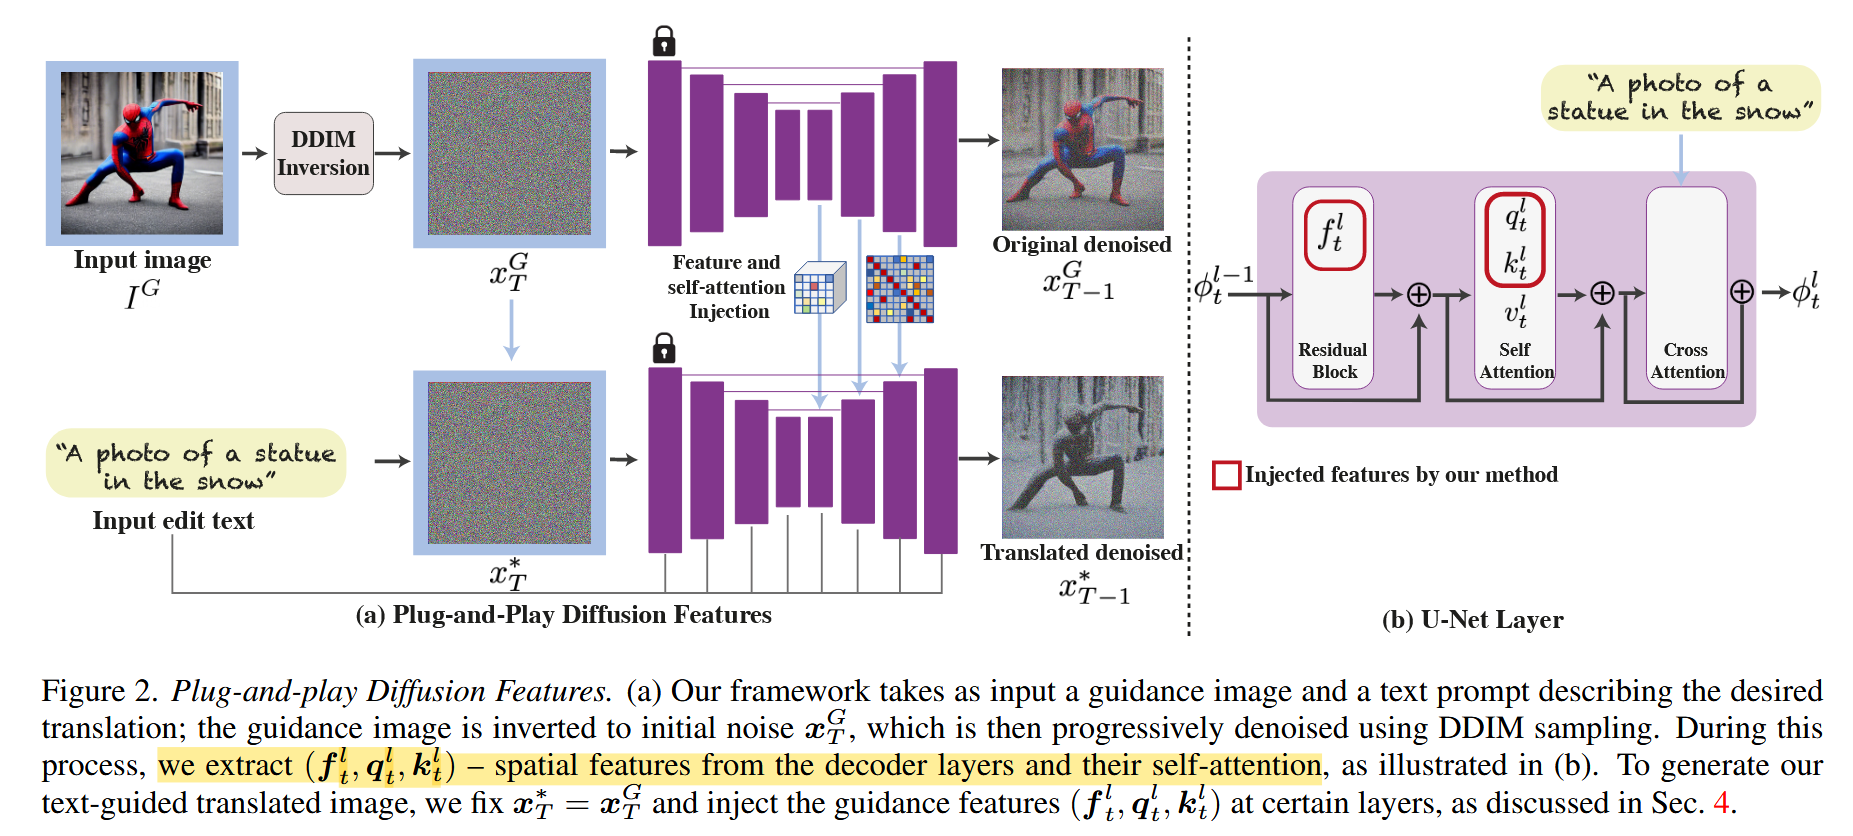 DDIM
Inversion
Input image
I^G
x_T^G
Feature and
self-attention
Injection
Original denoised
x_{T-1}^G
"A photo of a statue
in the snow"
Input edit text
x_T^*
Translated denoised
x_{T-1}^*
(a) Plug-and-Play Diffusion Features
"A photo of a
statue in the snow"
ϕ_t^{l-1}
f_t^l
Residual
Block
q_t^l
k_t^l
v_t^l
Self
Attention
Cross
Attention
ϕ_t^l
Injected features by our method
(b) U-Net Layer
Figure 2. Plug-and-play Diffusion Features. (a) Our framework takes as input a guidance image and a text prompt describing the desired
translation; the guidance image is inverted to initial noise x_T^G, which is then progressively denoised using DDIM sampling. During this
process, we extract (f_t^l, q_t^l, k_t^l) – spatial features from the decoder layers and their self-attention, as illustrated in (b). To generate our
text-guided translated image, we fix x_T^* = x_T^G and inject the guidance features (f_t^l, q_t^l, k_t^l) at certain layers, as discussed in Sec. 4.